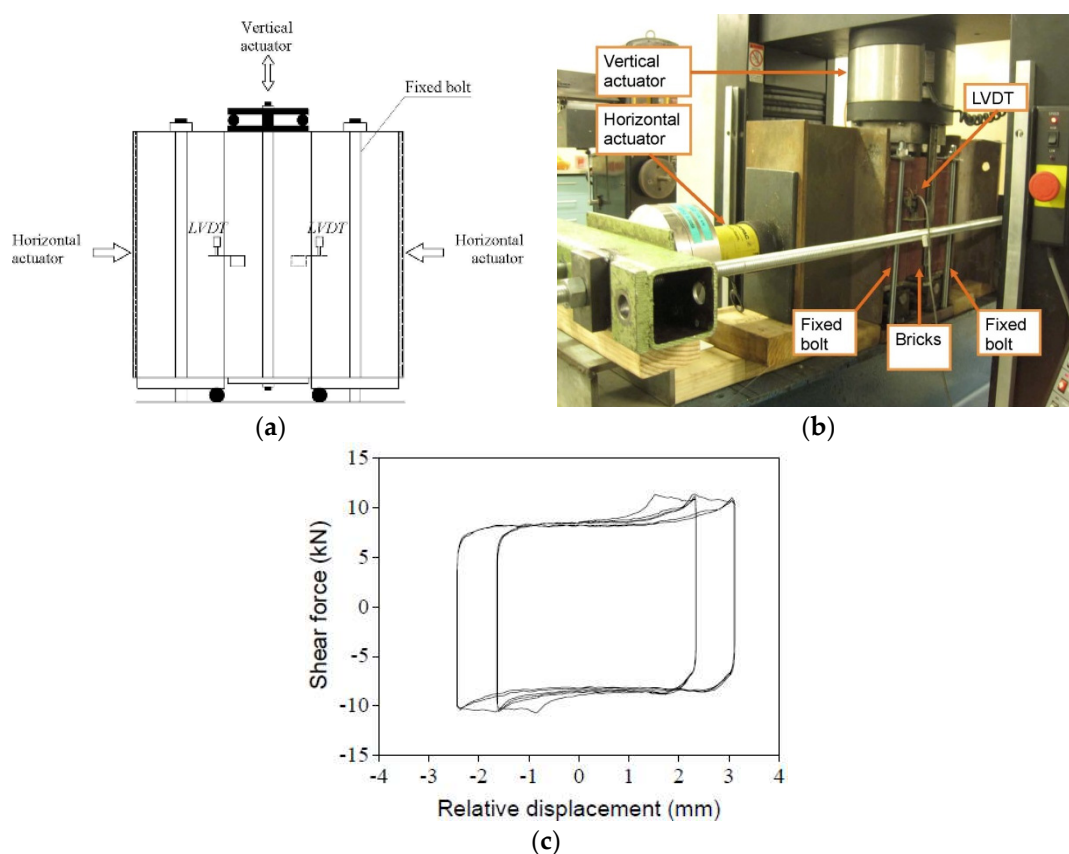 Vertical
actuator
Fixed bolt
LVDT
LVDT
Horizontal
actuator
Horizontal
actuator
(a)
Vertical
actuator
LVDT
Horizontal
actuator
Fixed
bolt
Bricks
Fixed
bolt
(b)
15
10
5
0
-5
-10
-15
Shear force (kN)
-4 -3 -2 -1 0 1 2 3 4
Relative displacement (mm)
(c)